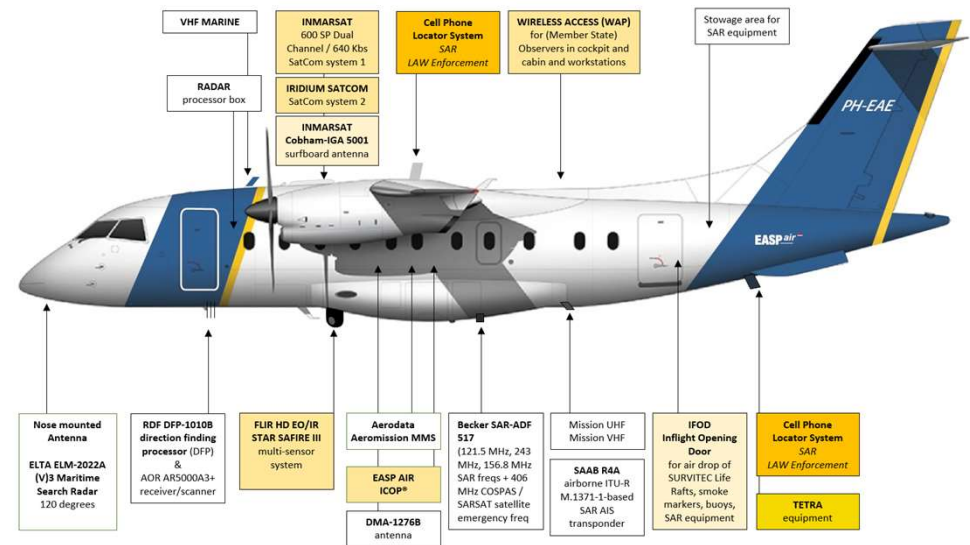 VHF MARINE
RADAR
processor box
INMARSAT
600 SP Dual
Channel / 640 Kbs
SatCom system 1
IRIDIUM SATCOM
SatCom system 2
INMARSAT
Cobham-IGA 5001
surfboard antenna
Cell Phone
Locator System
SAR
LAW Enforcement
WIRELESS ACCESS (WAP)
for (Member State)
Observers in cockpit and
cabin and workstations
Stowage area for
SAR equipment
PH-EAE
EASP air
Nose mounted
Antenna
ELTA ELM-2022A
(V)3 Maritime
Search Radar
120 degrees
RDF DFP-1010B
direction finding
processor (DFP)
&
AOR AR5000A3+
receiver/scanner
FLIR HD EO/IR
STAR SAFIRE III
multi-sensor
system
Aerodata
Aeromission MMS
EASP AIR
ICOP®
DMA-1276B
antenna
Becker SAR-ADF
517
(121.5 MHz, 243
MHz, 156.8 MHz
SAR freqs + 406
MHz COSPAS /
SARSAT satellite
emergency freq
Mission UHF
Mission VHF
SAAB R4A
airborne ITU-R
M.1371-1-based
SAR AIS
transponder
IFOD
Inflight Opening
Door
for air drop of
SURVITEC Life
Rafts, smoke
markers, buoys,
SAR equipment
Cell Phone
Locator System
SAR
LAW Enforcement
TETRA
equipment